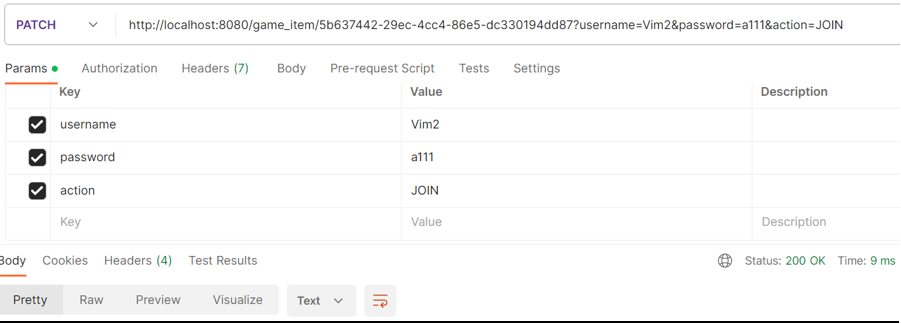 PATCH http://localhost:8080/game_item/5b637442-29ec-4cc4-86e5-dc330194dd87?username=Vim2&password=a111&action=JOIN
Params Authorization Headers (7) Body Pre-request Script Tests Settings
Key Value Description
username Vim2
password a111
action JOIN
Key Value Description
Body Cookies Headers (4) Test Results Status: 200 OK Time: 9 ms
Pretty Raw Preview Visualize Text